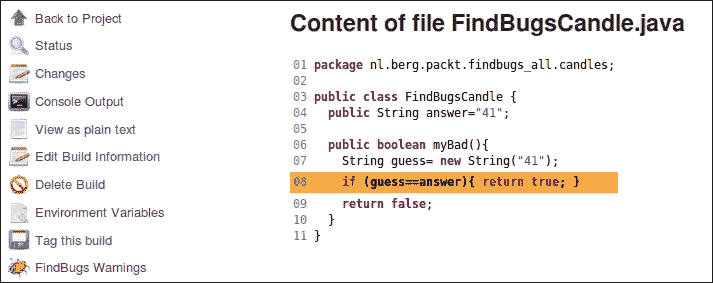 Back to Project
Status
Changes
Console Output
View as plain text
Edit Build Information
Delete Build
Environment Variables
Tag this build
FindBugs Warnings
Content of file FindBugsCandle.java
01 package nl.berg.packt.findbugs_all.candles;
02
03 public class FindBugsCandle {
04   public String answer="41";
05
06   public boolean myBad(){
07     String guess= new String("41");
08     if (guess==answer){ return true; }
09     return false;
10   }
11 }